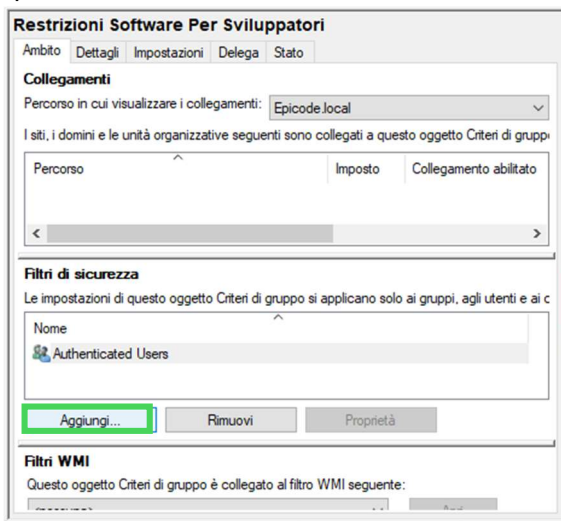 Restrizioni Software Per Sviluppatori
Ambito Dettagli Impostazioni Delega Stato
Collegamenti
Percorso in cui visualizzare i collegamenti: Epicode.local
I siti, i domini e le unità organizzative seguenti sono collegati a questo oggetto Criteri di grupp
Percorso Imposto Collegamento abilitato
Filtri di sicurezza
Le impostazioni di questo oggetto Criteri di gruppo si applicano solo ai gruppi, agli utenti e ai c
Nome
Authenticated Users
Aggiungi... Rimuovi Proprietà
Filtri WMI
Questo oggetto Criteri di gruppo è collegato al filtro WMI seguente: